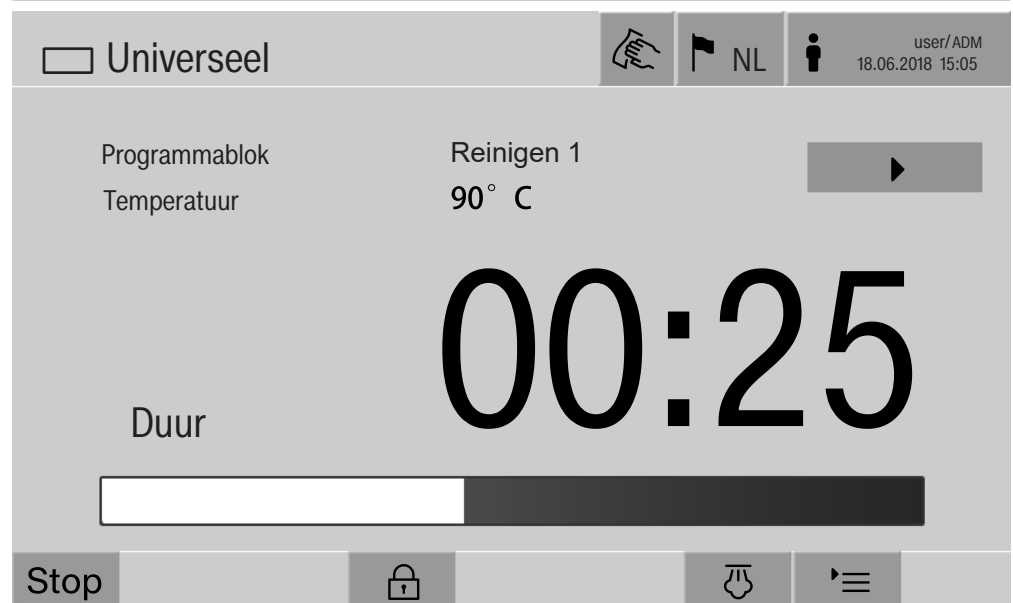 Universeel
NL
user/ADM
18.06.2018 15:05
Programmablok Reinigen 1
Temperatuur 90° C
00:25
Duur
Stop